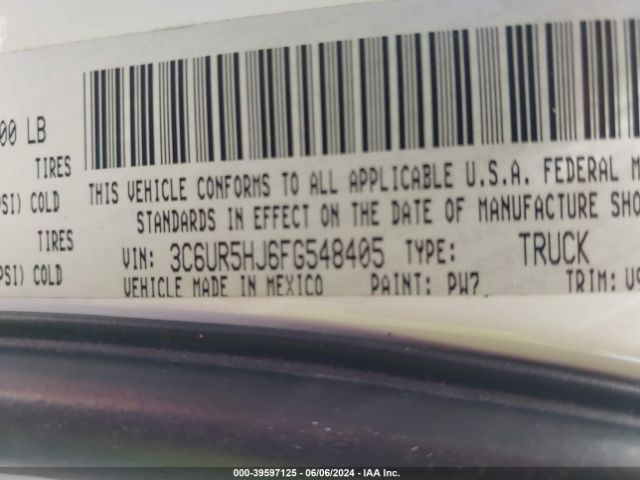 00 LB
TIRES
PSI) COLD
TIRES
PSI) COLD
THIS VEHICLE CONFORMS TO ALL APPLICABLE U.S.A. FEDERAL M
STANDARDS IN EFFECT ON THE DATE OF MANUFACTURE SHO
VIN: 3C6UR5HJ6FG548405 TYPE: TRUCK
VEHICLE MADE IN MEXICO PAINT: PW7 TRIM: V9
000-39597125 - 06/06/2024 - IAA Inc.